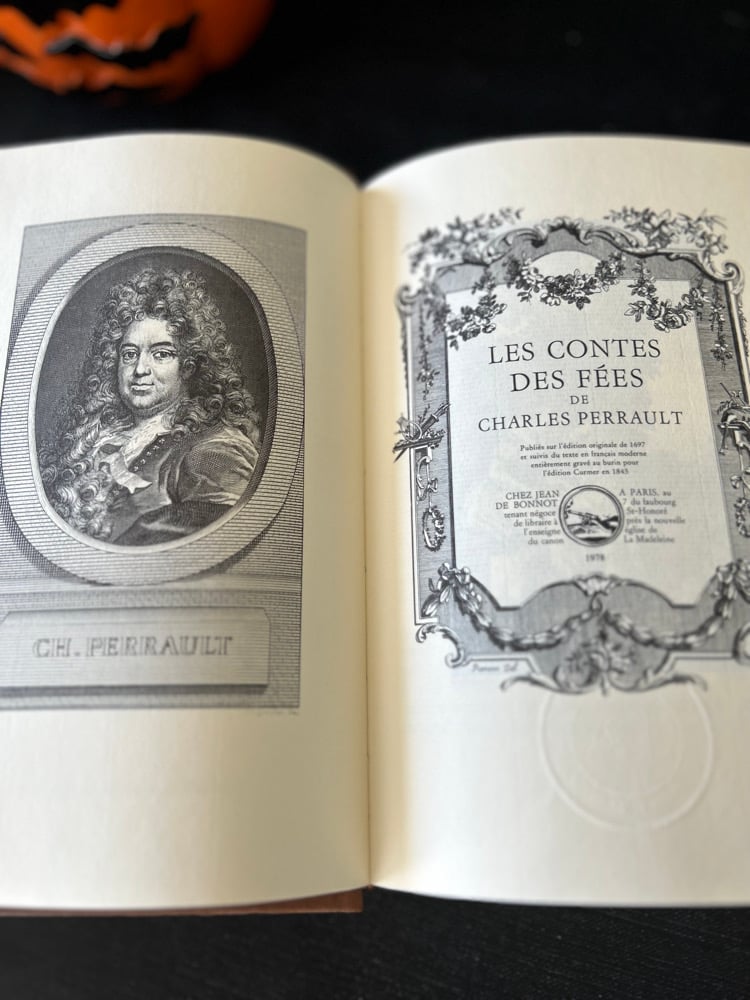 CH. PERRAULT
LES CONTES
DES FÉES
DE
CHARLES PERRAULT
Publiés sur l'édition originale de 1697
et suivis du texte en français moderne
entièrement gravé au burin pour
l'édition Curmer en 1843
CHEZ JEAN
DE BONNOT
tenant négoce
de libraire à
l'enseigne
du canon
A PARIS, au
7 du faubourg
St-Honoré
près la nouvelle
église de
La Madeleine
1978